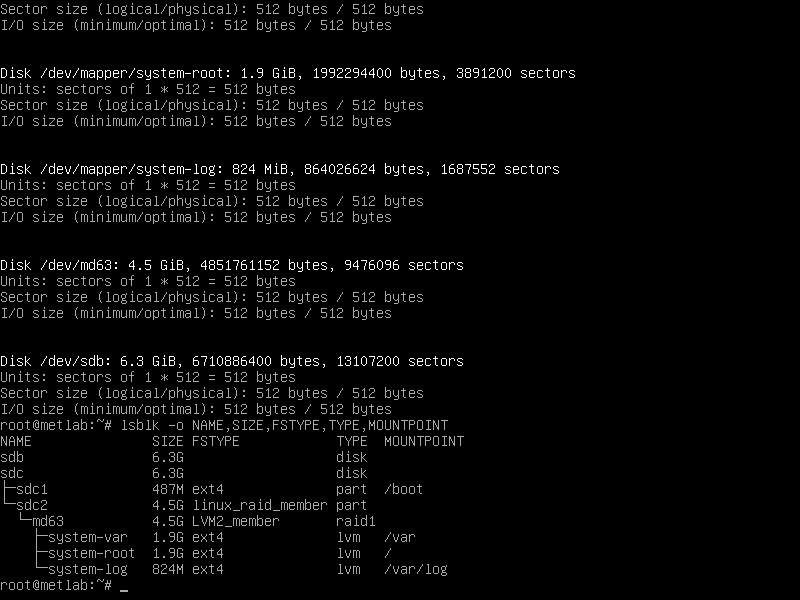 Sector size (logical/physical): 512 bytes / 512 bytes
I/O size (minimum/optimal): 512 bytes / 512 bytes
Disk /dev/mapper/system-root: 1.9 GiB, 1992294400 bytes, 3891200 sectors
Units: sectors of 1 * 512 = 512 bytes
Sector size (logical/physical): 512 bytes / 512 bytes
I/O size (minimum/optimal): 512 bytes / 512 bytes
Disk /dev/mapper/system-log: 824 MiB, 864026624 bytes, 1687552 sectors
Units: sectors of 1 * 512 = 512 bytes
Sector size (logical/physical): 512 bytes / 512 bytes
I/O size (minimum/optimal): 512 bytes / 512 bytes
Disk /dev/md63: 4.5 GiB, 4851761152 bytes, 9476096 sectors
Units: sectors of 1 * 512 = 512 bytes
Sector size (logical/physical): 512 bytes / 512 bytes
I/O size (minimum/optimal): 512 bytes / 512 bytes
Disk /dev/sdb: 6.3 GiB, 6710886400 bytes, 13107200 sectors
Units: sectors of 1 * 512 = 512 bytes
Sector size (logical/physical): 512 bytes / 512 bytes
I/O size (minimum/optimal): 512 bytes / 512 bytes
root@metlab:~# lsblk -o NAME,SIZE,FSTYPE,TYPE,MOUNTPOINT
NAME               SIZE FSTYPE            TYPE  MOUNTPOINT
sdb                6.3G                   disk
sdc                6.3G                   disk
├─sdc1             487M ext4              part  /boot
└─sdc2             4.5G linux_raid_member part
  └─md63           4.5G LVM2_member       raid1
    ├─system-var   1.9G ext4              lvm   /var
    ├─system-root  1.9G ext4              lvm   /
    └─system-log   824M ext4              lvm   /var/log
root@metlab:~# _